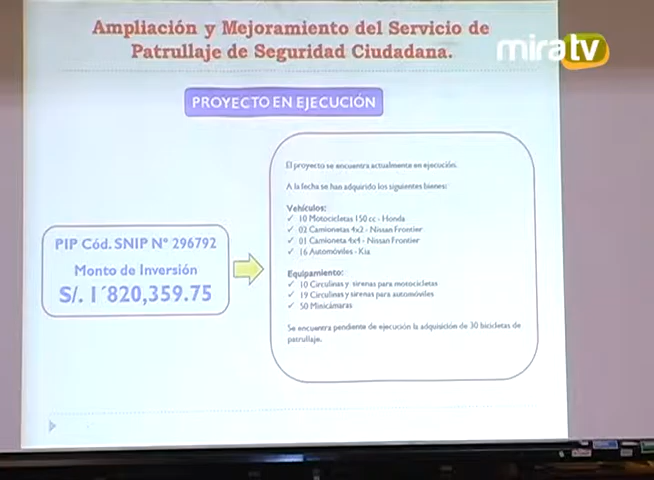 Ampliación y Mejoramiento del Servicio de
Patrullaje de Seguridad Ciudadana.
miratv
PROYECTO EN EJECUCIÓN
PIP Cód. SNIP Nº 296792
Monto de Inversión
S/. 1´820,359.75
El proyecto se encuentra actualmente en ejecución.
A la fecha se han adquirido los siguientes bienes:
Vehículos:
✓ 10 Motocicletas 150 cc - Honda
✓ 02 Camionetas 4x2 - Nissan Frontier
✓ 01 Camioneta 4x4 - Nissan Frontier
✓ 16 Automóviles - Kia
Equipamiento:
✓ 10 Circulinas y sirenas para motocicletas
✓ 19 Circulinas y sirenas para automóviles
✓ 50 Minicámaras
Se encuentra pendiente de ejecución la adquisición de 30 bicicletas de
patrullaje.